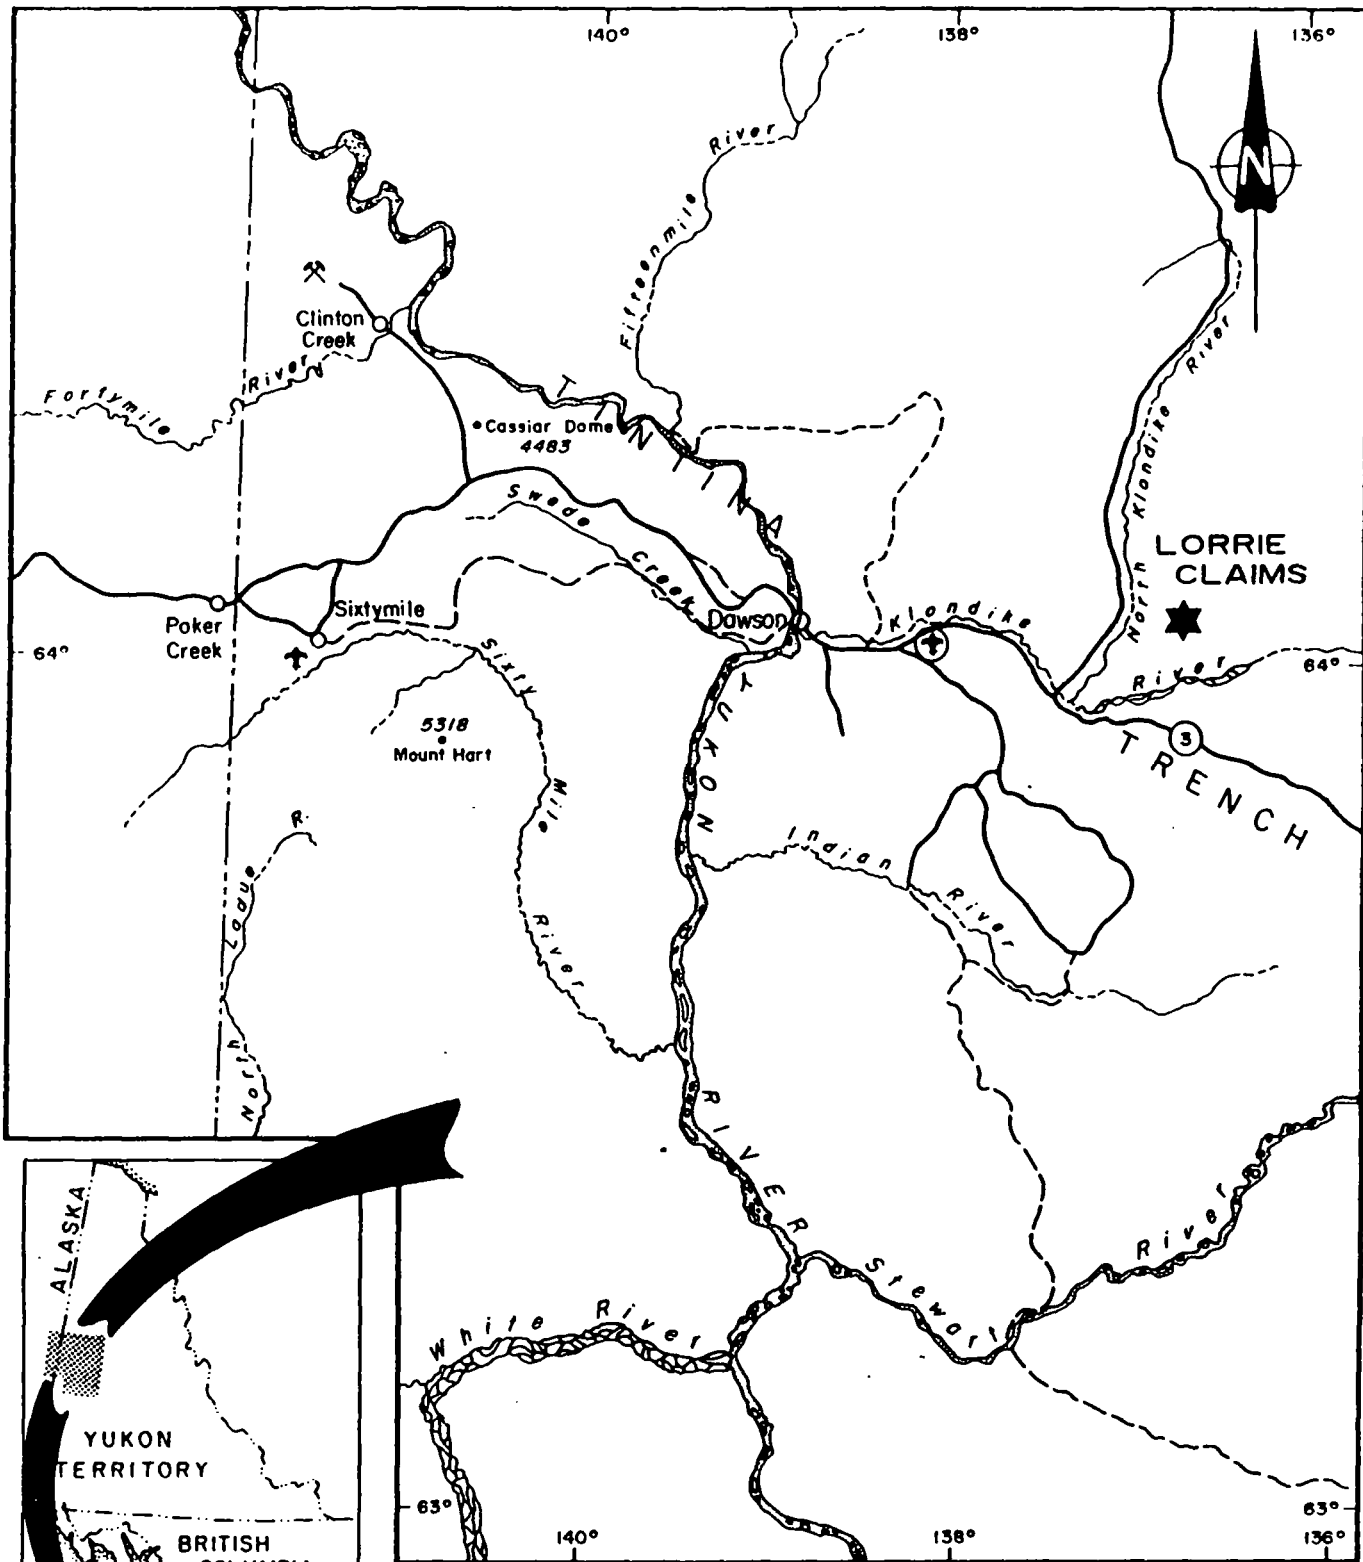 140°
138°
136°
N
River
Fifteenmile
Clinton
Creek
River
Fortymile
River
North Klondike
TINTINA
Cassiar Dome
4483
Swede
Creek
LORRIE
CLAIMS
Dawson
Klondike
River
Poker
Creek
Sixtymile
64°
64°
Sixty
Mile
River
5318
Mount Hart
3
TRENCH
YUKON
RIVER
Indian
River
R.
Ladue
North
ALASKA
YUKON
TERRITORY
BRITISH
White River
Stewart
River
63°
63°
140°
138°
136°